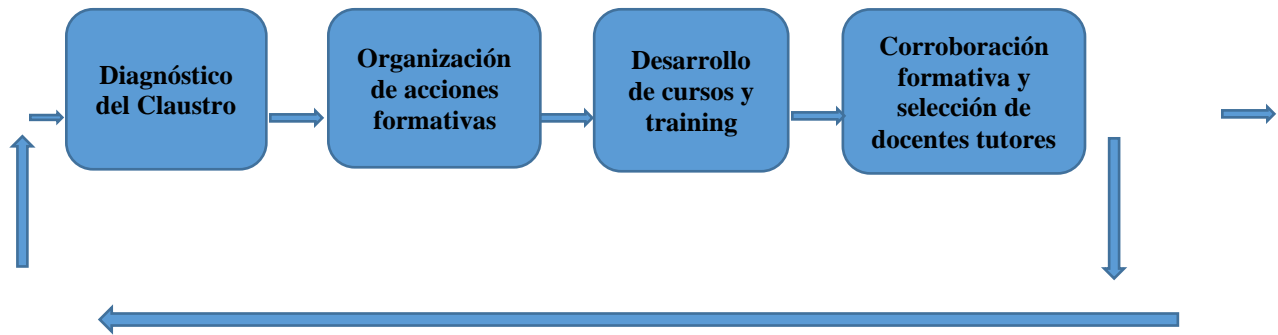 Diagnóstico
del Claustro
Organización
de acciones
formativas
Desarrollo
de cursos y
training
Corroboración
formativa y
selección de
docentes tutores